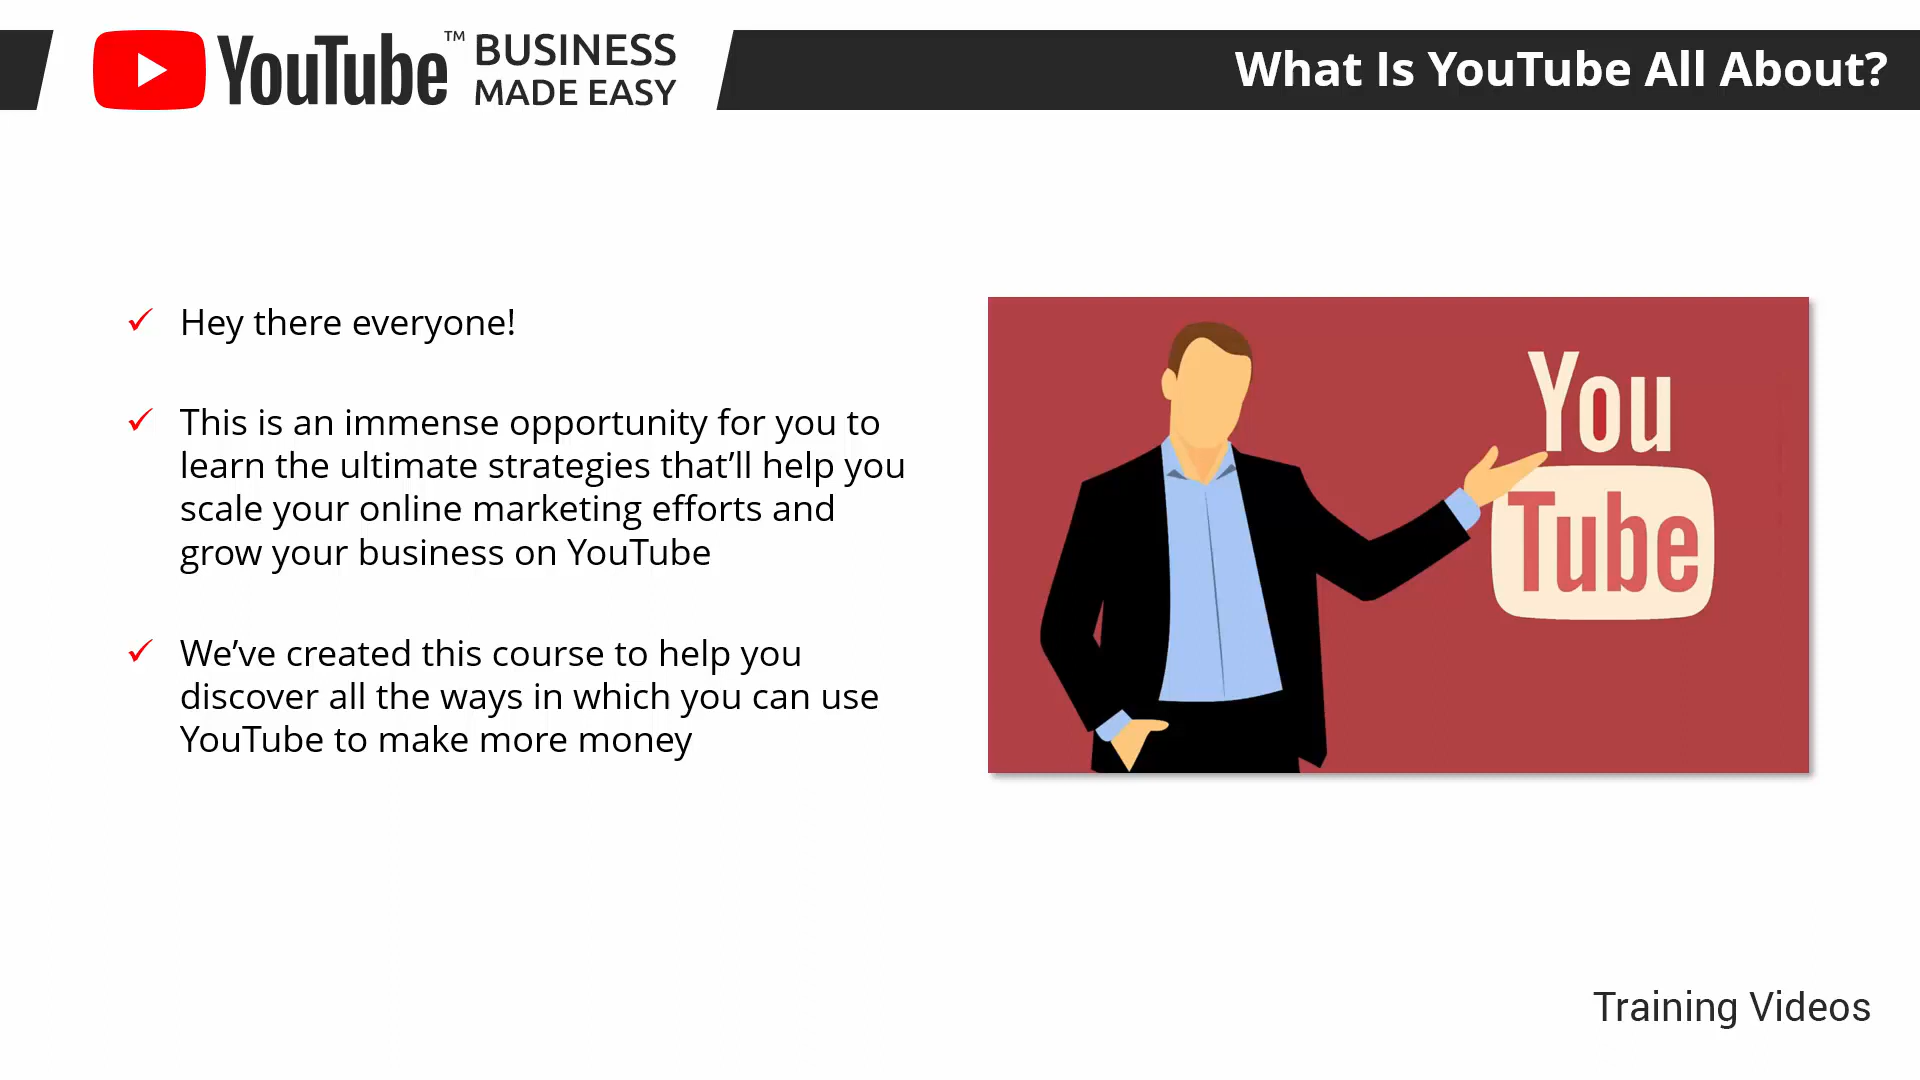 YouTube™ BUSINESS
MADE EASY
What Is YouTube All About?
✓ Hey there everyone!
✓ This is an immense opportunity for you to
learn the ultimate strategies that’ll help you
scale your online marketing efforts and
grow your business on YouTube
✓ We’ve created this course to help you
discover all the ways in which you can use
YouTube to make more money
You
Tube
Training Videos